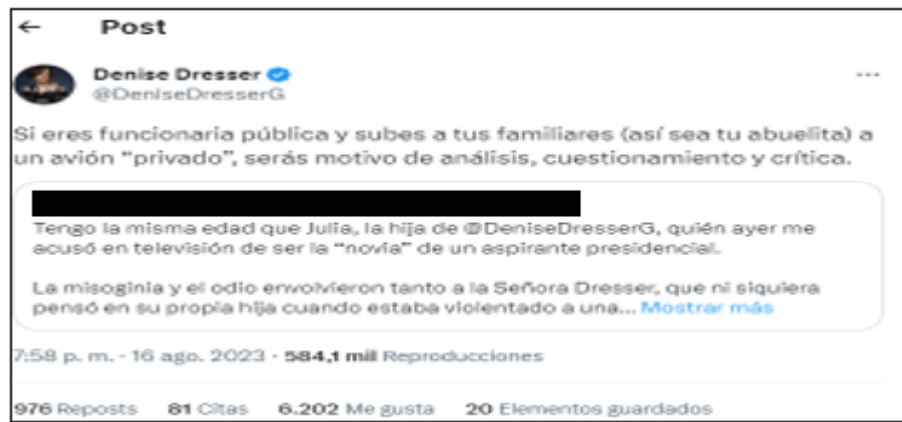 ← Post
Denise Dresser
@DeniseDresserG
...
Si eres funcionaria pública y subes a tus familiares (así sea tu abuelita) a
un avión “privado”, serás motivo de análisis, cuestionamiento y crítica.
Tengo la misma edad que Julia, la hija de @DeniseDresserG, quién ayer me
acusó en televisión de ser la “novia” de un aspirante presidencial.
La misoginia y el odio envolvieron tanto a la Señora Dresser, que ni siquiera
pensó en su propia hija cuando estaba violentado a una... Mostrar más
7:58 p. m. · 16 ago. 2023 · 584,1 mil Reproducciones
976 Reposts 81 Citas 6.202 Me gusta 20 Elementos guardados